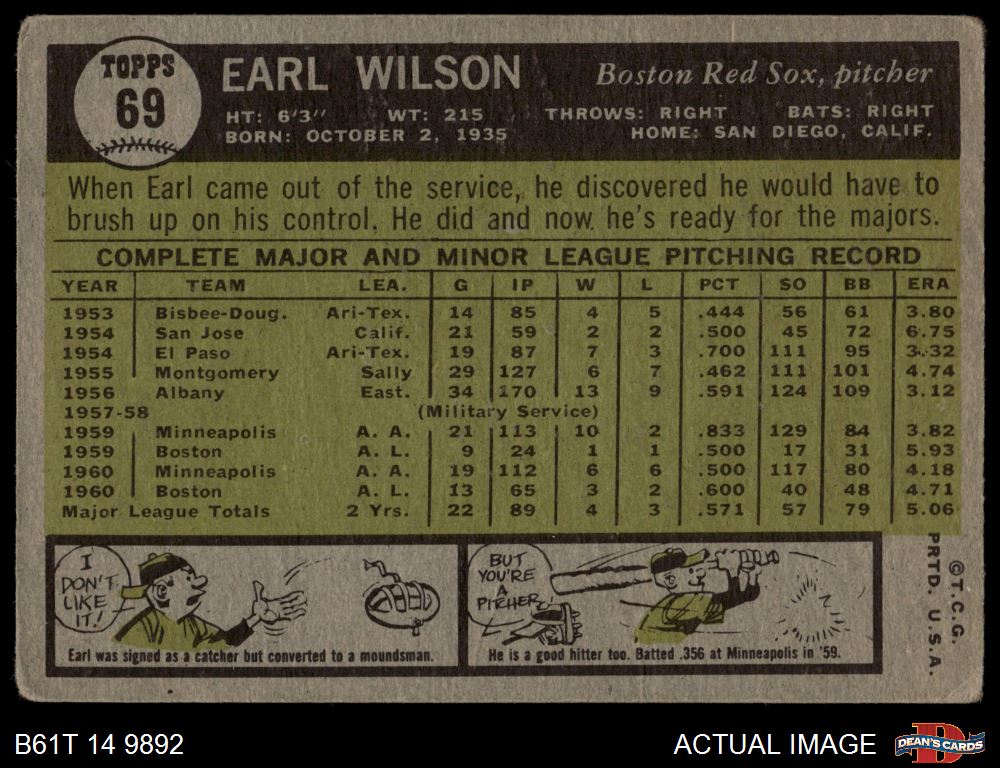 TOPPS
69
EARL WILSON
Boston Red Sox, pitcher
HT: 6'3" WT: 215 THROWS: RIGHT BATS: RIGHT
BORN: OCTOBER 2, 1935 HOME: SAN DIEGO, CALIF.
When Earl came out of the service, he discovered he would have to
brush up on his control. He did and now he's ready for the majors.
COMPLETE MAJOR AND MINOR LEAGUE PITCHING RECORD
YEAR TEAM LEA. G IP W L PCT SO BB ERA
1953 Bisbee-Doug. Ari-Tex. 14 85 4 5 .444 56 61 3.80
1954 San Jose Calif. 21 59 2 2 .500 45 72 6.75
1954 El Paso Ari-Tex. 19 87 7 3 .700 111 95 3.32
1955 Montgomery Sally 29 127 6 7 .462 111 101 4.74
1956 Albany East. 34 170 13 9 .591 124 109 3.12
1957-58 (Military Service)
1959 Minneapolis A. A. 21 113 10 2 .833 129 84 3.82
1959 Boston A. L. 9 24 1 1 .500 17 31 5.93
1960 Minneapolis A. A. 19 112 6 6 .500 117 80 4.18
1960 Boston A. L. 13 65 3 2 .600 40 48 4.71
Major League Totals 2 Yrs. 22 89 4 3 .571 57 79 5.06
I
DON'T
LIKE
IT!
Earl was signed as a catcher but converted to a moundsman.
BUT
YOU'RE
A
PITCHER
He is a good hitter too. Batted .356 at Minneapolis in '59.
©T.C.G.
PRTD. U.S.A.
B61T 14 9892
ACTUAL IMAGE
D
DEAN'S CARDS